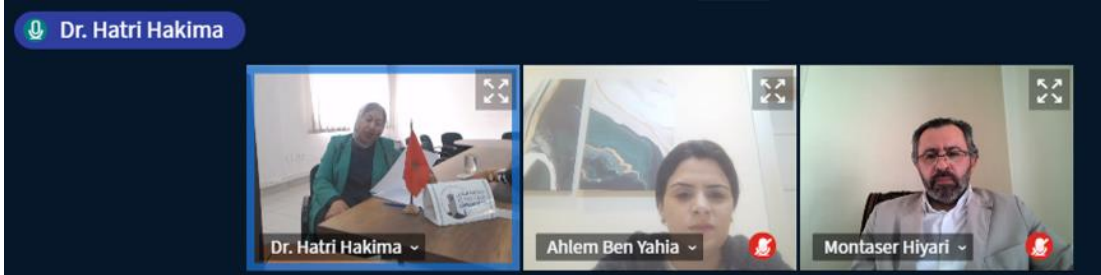 Dr. Hatri Hakima
Dr. Hatri Hakima
Ahlem Ben Yahia
Montaser Hiyari